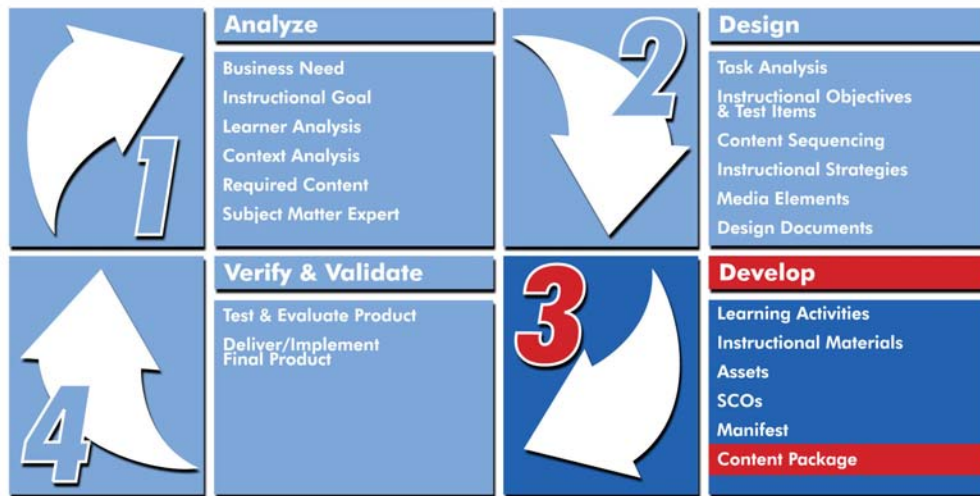 1
Analyze
Business Need
Instructional Goal
Learner Analysis
Context Analysis
Required Content
Subject Matter Expert
2
Design
Task Analysis
Instructional Objectives
& Test Items
Content Sequencing
Instructional Strategies
Media Elements
Design Documents
3
Develop
Learning Activities
Instructional Materials
Assets
SCOs
Manifest
Content Package
4
Verify & Validate
Test & Evaluate Product
Deliver/Implement
Final Product